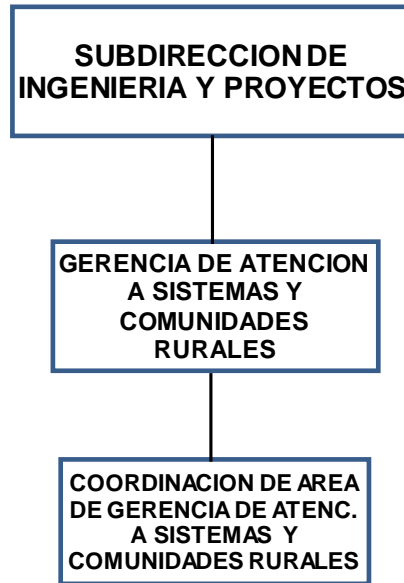 SUBDIRECCION DE
INGENIERIA Y PROYECTOS
GERENCIA DE ATENCION
A SISTEMAS Y
COMUNIDADES
RURALES
COORDINACION DE AREA
DE GERENCIA DE ATENC.
A SISTEMAS Y
COMUNIDADES RURALES